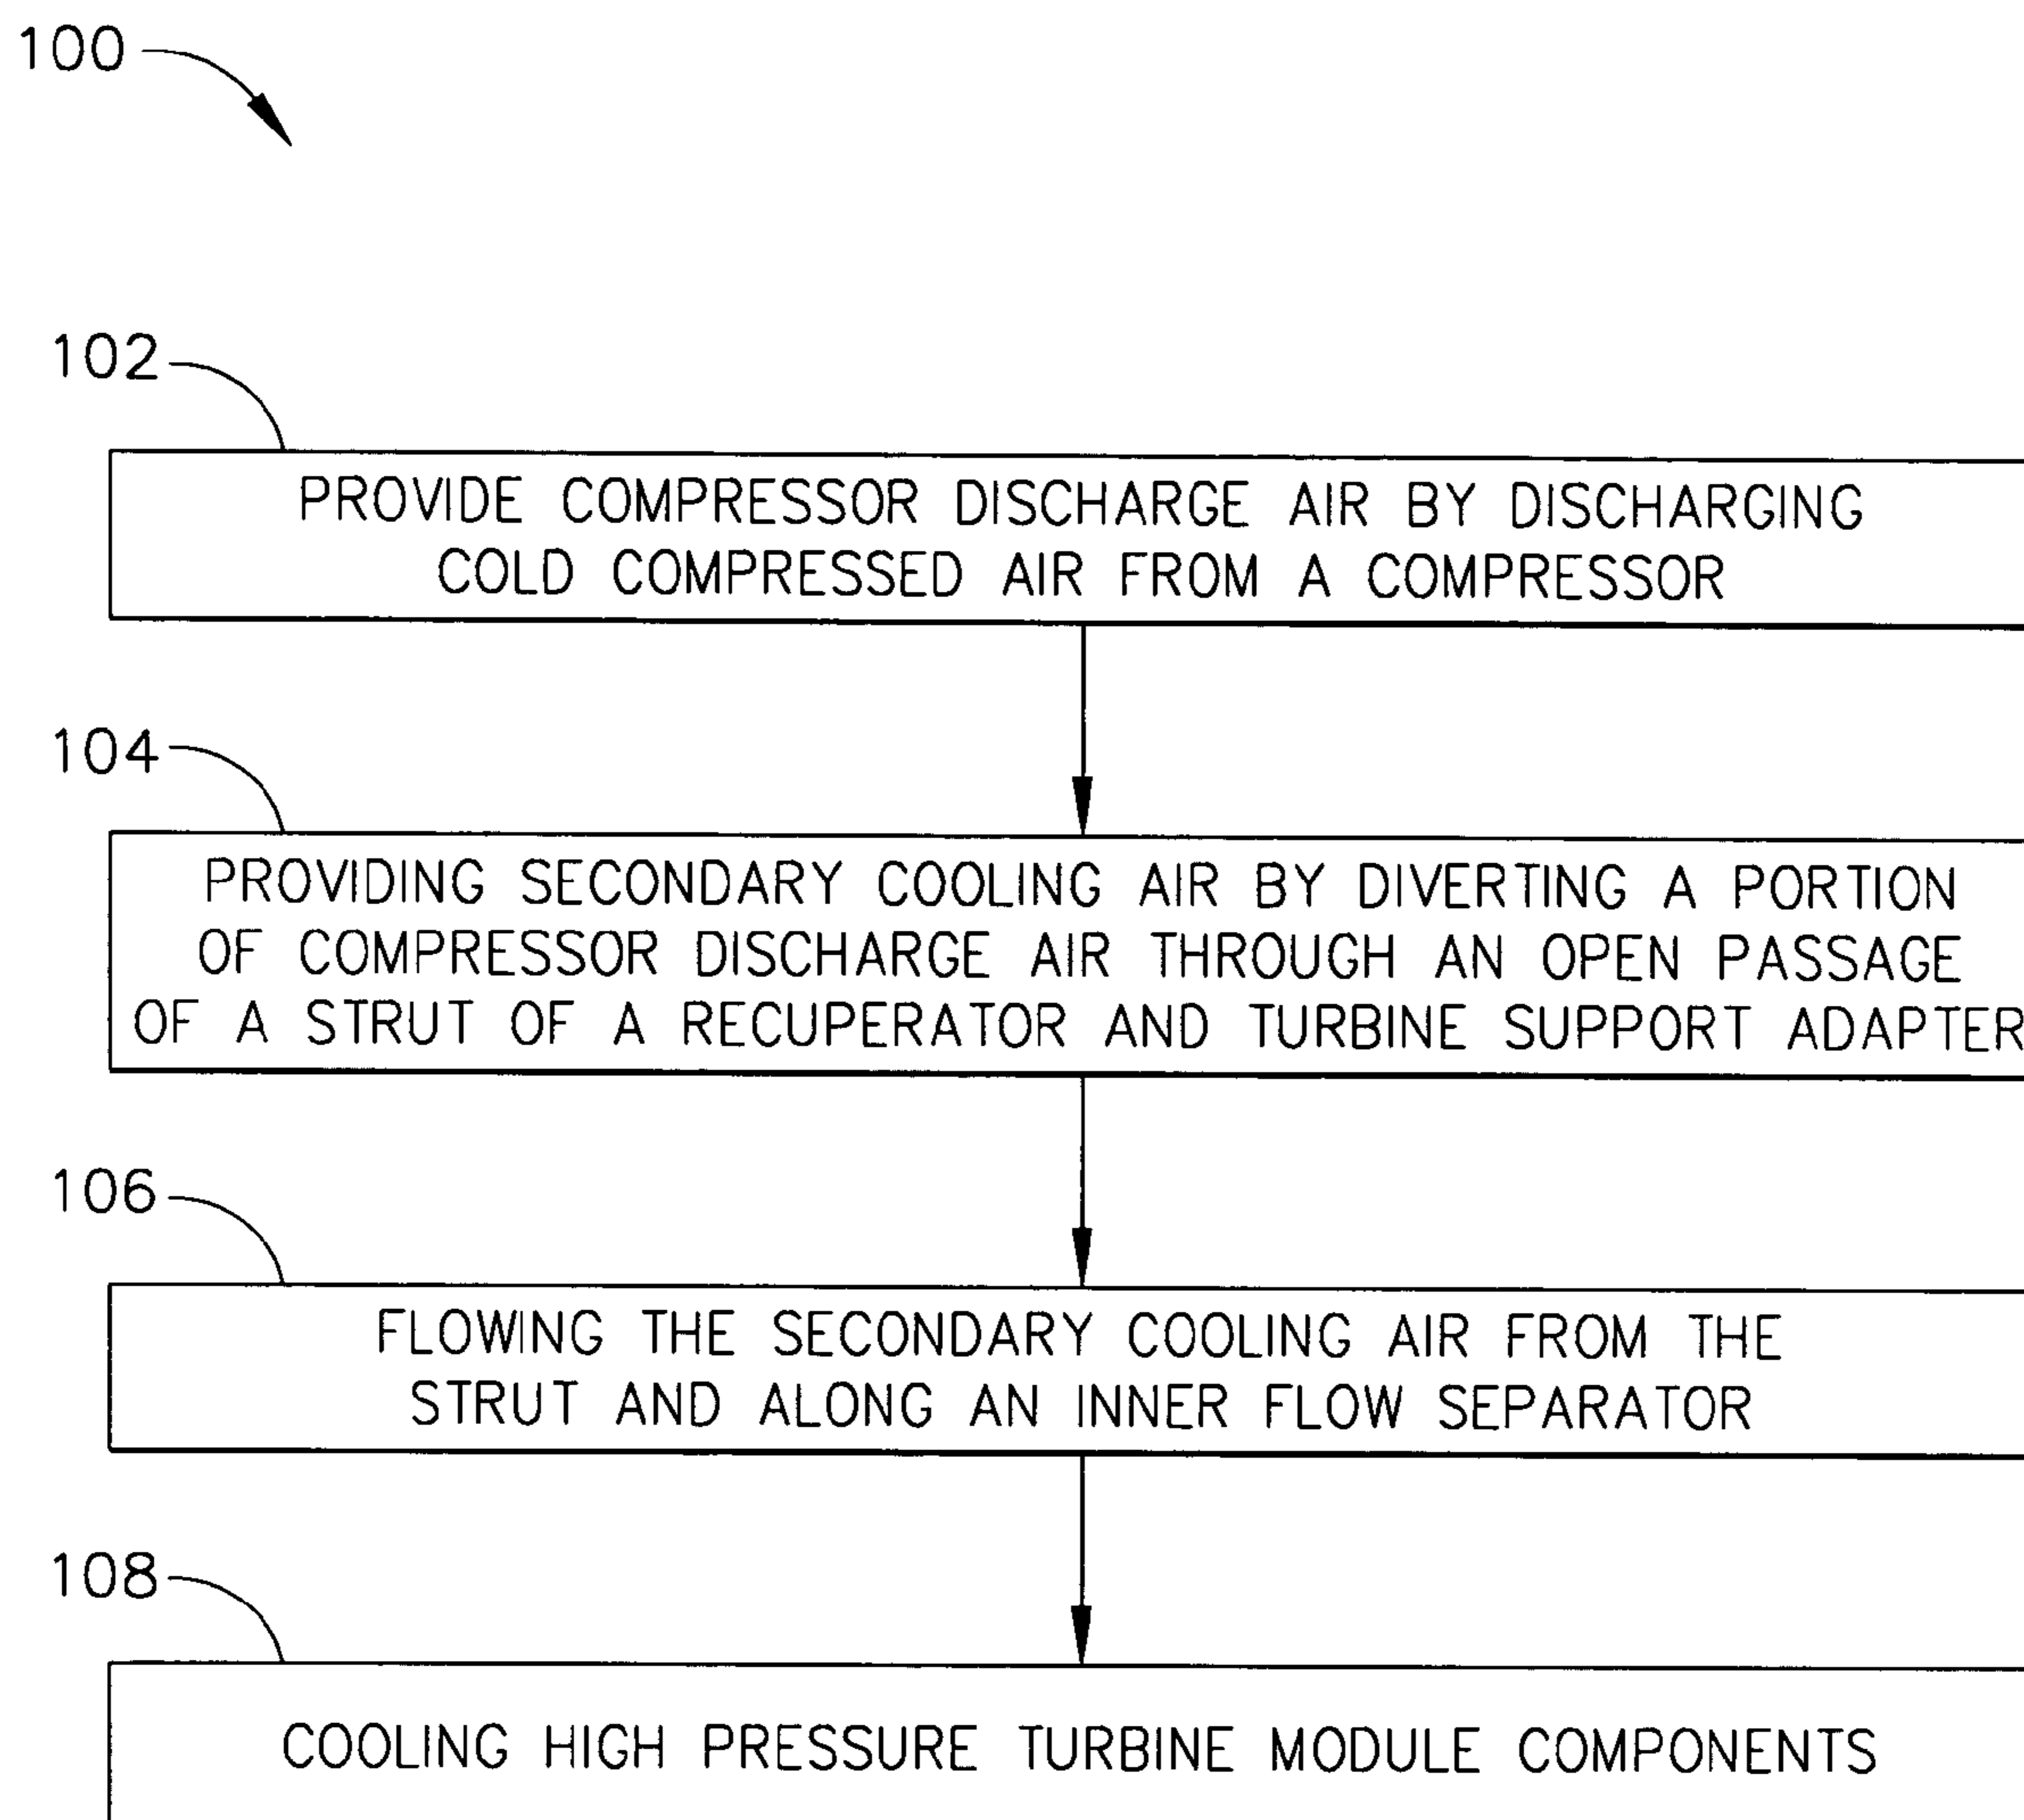 100
102
PROVIDE COMPRESSOR DISCHARGE AIR BY DISCHARGING
COLD COMPRESSED AIR FROM A COMPRESSOR
104
PROVIDING SECONDARY COOLING AIR BY DIVERTING A PORTION
OF COMPRESSOR DISCHARGE AIR THROUGH AN OPEN PASSAGE
OF A STRUT OF A RECUPERATOR AND TURBINE SUPPORT ADAPTER
106
FLOWING THE SECONDARY COOLING AIR FROM THE
STRUT AND ALONG AN INNER FLOW SEPARATOR
108
COOLING HIGH PRESSURE TURBINE MODULE COMPONENTS